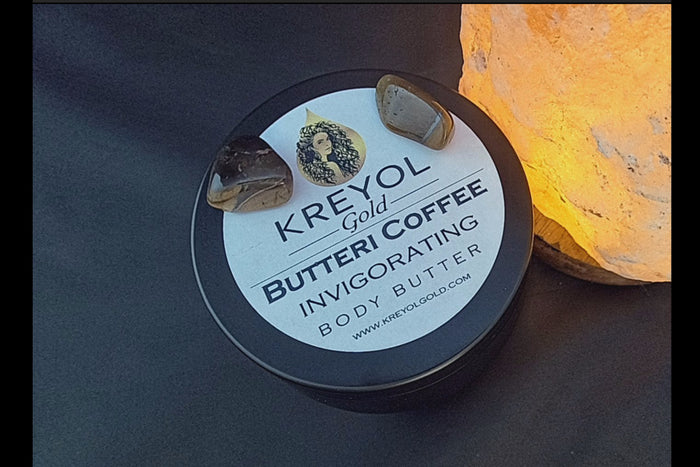 KREYOL
Gold
BUTTERI COFFEE
INVIGORATING
BODY BUTTER
WWW.KREYOLGOLD.COM